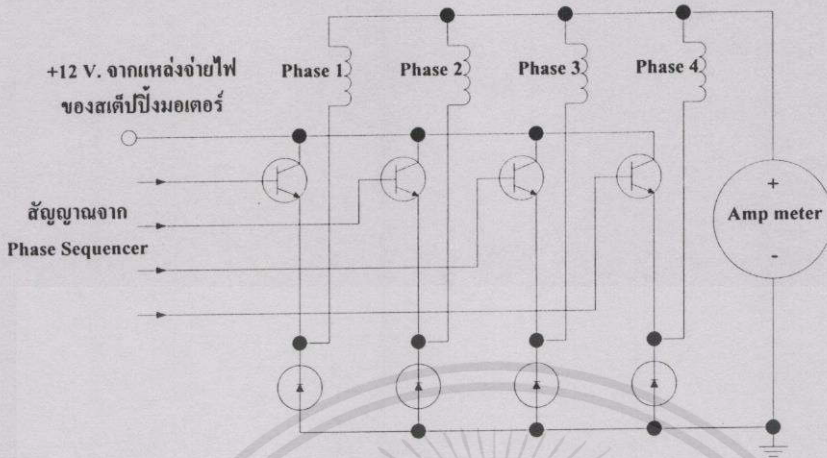 +12 V. จากแหล่งจ่ายไฟ
ของสเต็ปปิ้งมอเตอร์
Phase 1
Phase 2
Phase 3
Phase 4
สัญญาณจาก
Phase Sequencer
+
Amp meter
-